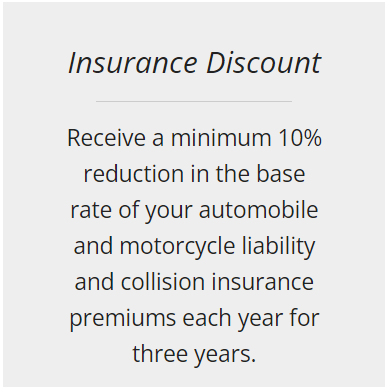 Insurance Discount
Receive a minimum 10%
reduction in the base
rate of your automobile
and motorcycle liability
and collision insurance
premiums each year for
three years.